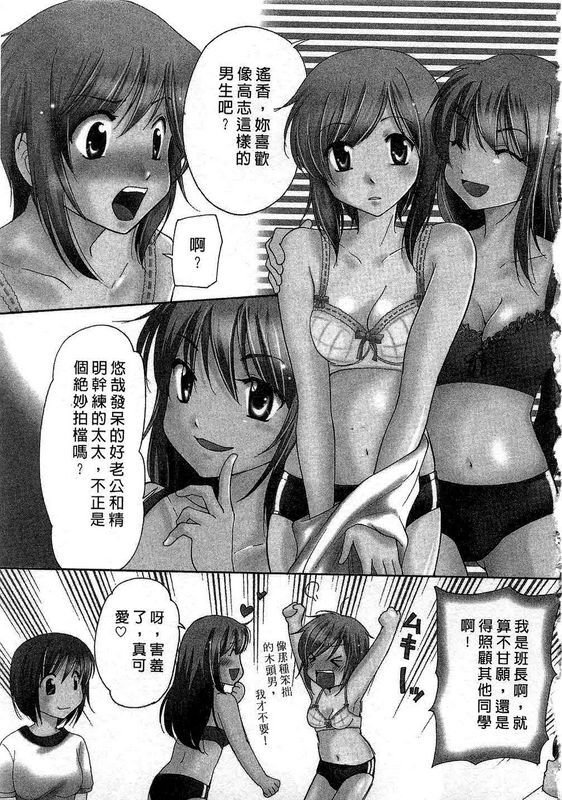 遙香，妳喜歡
像高志這樣的
男生吧？
啊？
悠哉發呆的好老公和精
明幹練的太太，不正是
個絶妙拍檔嗎？
我是班長啊，就
算不甘願，還是
得照顧其他同學
啊！
ムキーッ
像那種笨拙
的木頭男，
我才不要！
呀，害羞
了，真可
愛♡